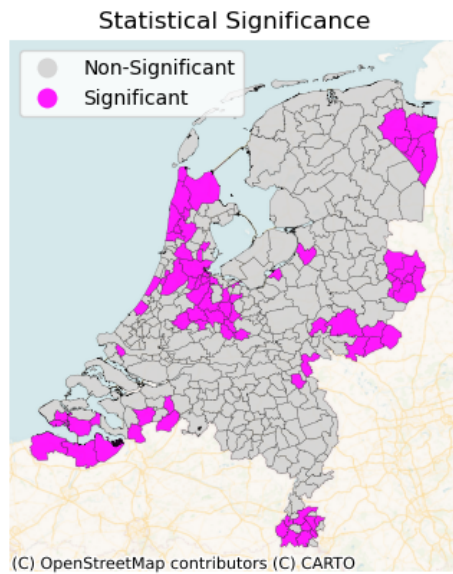 Statistical Significance
Non-Significant
Significant
(C) OpenStreetMap contributors (C) CARTO